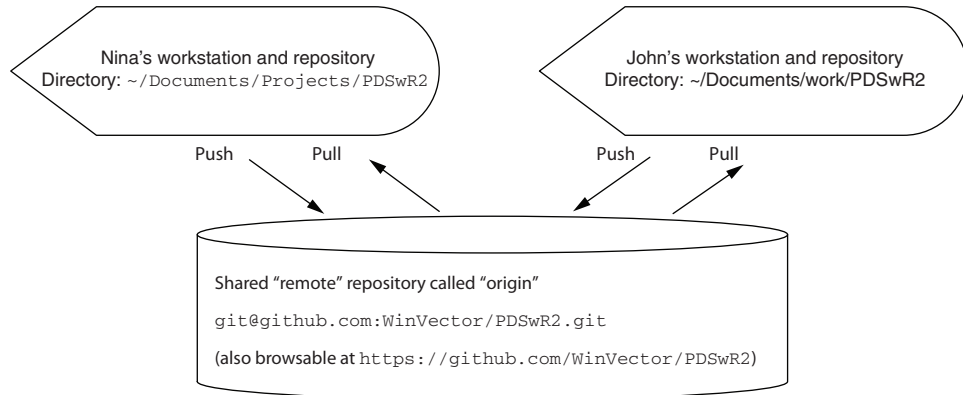 Nina’s workstation and repository
Directory: ~/Documents/Projects/PDSwR2
John’s workstation and repository
Directory: ~/Documents/work/PDSwR2
Push
Pull
Push
Pull
Shared “remote” repository called “origin”
git@github.com:WinVector/PDSwR2.git
(also browsable at https://github.com/WinVector/PDSwR2)